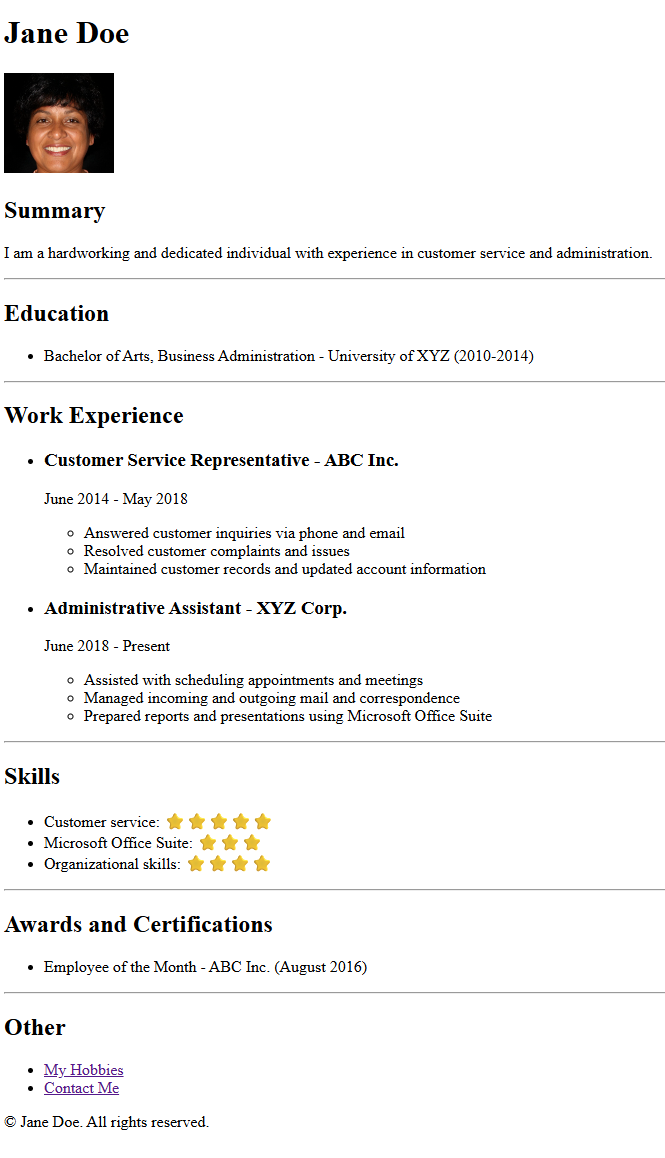 Jane Doe
Summary
I am a hardworking and dedicated individual with experience in customer service and administration.
Education
Bachelor of Arts, Business Administration - University of XYZ (2010-2014)
Work Experience
Customer Service Representative - ABC Inc.
June 2014 - May 2018
Answered customer inquiries via phone and email
Resolved customer complaints and issues
Maintained customer records and updated account information
Administrative Assistant - XYZ Corp.
June 2018 - Present
Assisted with scheduling appointments and meetings
Managed incoming and outgoing mail and correspondence
Prepared reports and presentations using Microsoft Office Suite
Skills
Customer service: ⭐⭐⭐⭐⭐
Microsoft Office Suite: ⭐⭐⭐
Organizational skills: ⭐⭐⭐⭐
Awards and Certifications
Employee of the Month - ABC Inc. (August 2016)
Other
My Hobbies
Contact Me
© Jane Doe. All rights reserved.